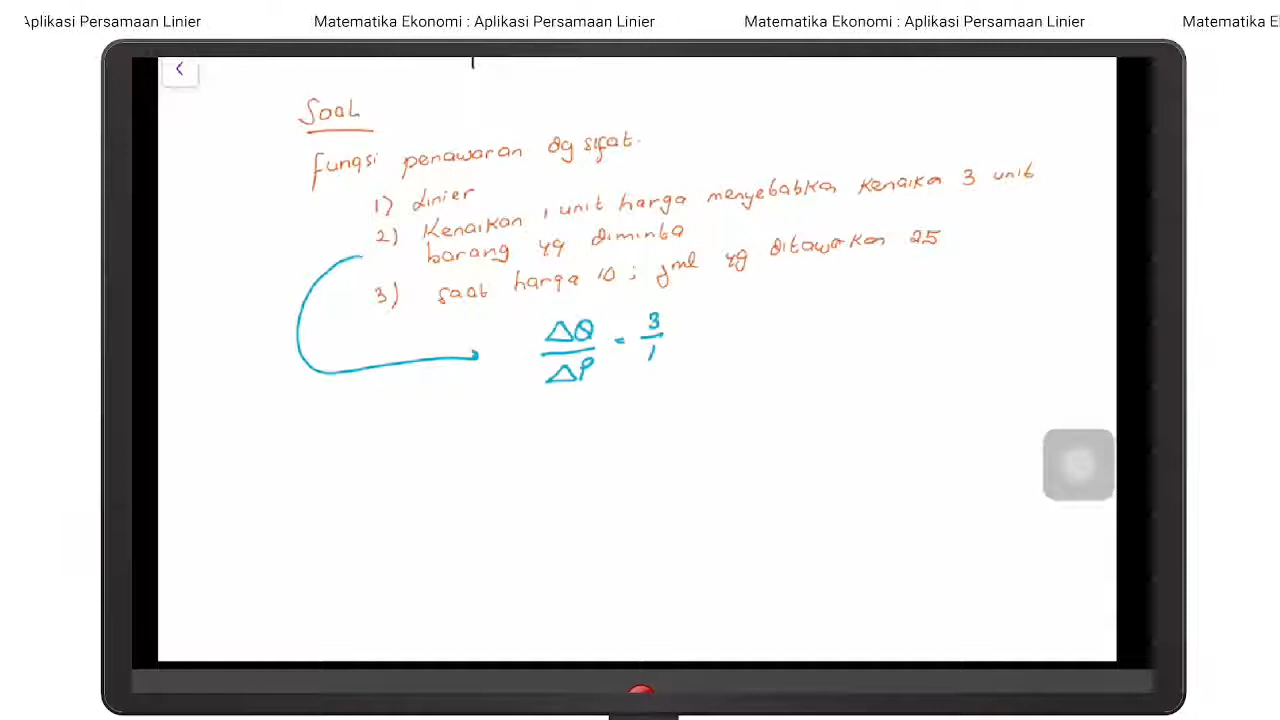 Aplikasi Persamaan Linier Matematika Ekonomi : Aplikasi Persamaan Linier Matematika Ekonomi : Aplikasi Persamaan Linier Matematika E
Soal
fungsi penawaran dg sifat.
1) Linier
2) Kenaikan 1 unit harga menyebabka kenaika 3 unit
barang yg diminta
3) saat harga 10 ; jml yg ditawarkan 25
ΔQ/ΔP = 3/1